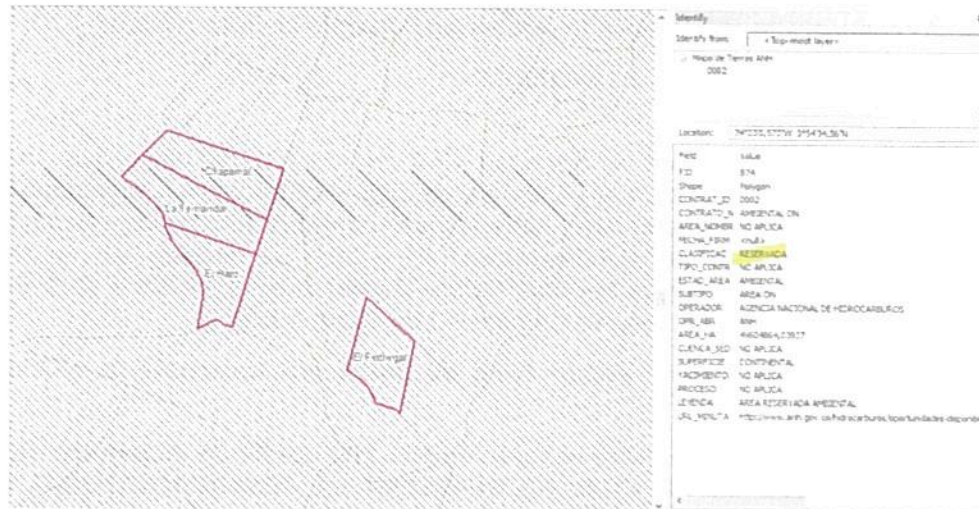 Identify
Identify from: <Top-most layer>
Mapa de Tierras ANH
0002
Location:
Field Value
FID 874
Shape Polygon
CONTRAT_ID 0002
CONTRATO_N AMBIENTAL ON
AREA_NOMBR NO APLICA
FECHA_FIRM <null>
CLASIFICAC RESERVADA
TIPO_CONTR NO APLICA
ESTAD_AREA AMBIENTAL
SUBTIPO AREA ON
OPERADOR AGENCIA NACIONAL DE HIDROCARBUROS
OPR_ABR ANH
AREA_HA
CUENCA_SED NO APLICA
SUPERFICIE CONTINENTAL
YACIMIENTO NO APLICA
PROCESO NO APLICA
LEYENDA AREA RESERVADA AMBIENTAL
URL_MINUTA
Chaparral
La Fernanda
El Hato
El Pedregal